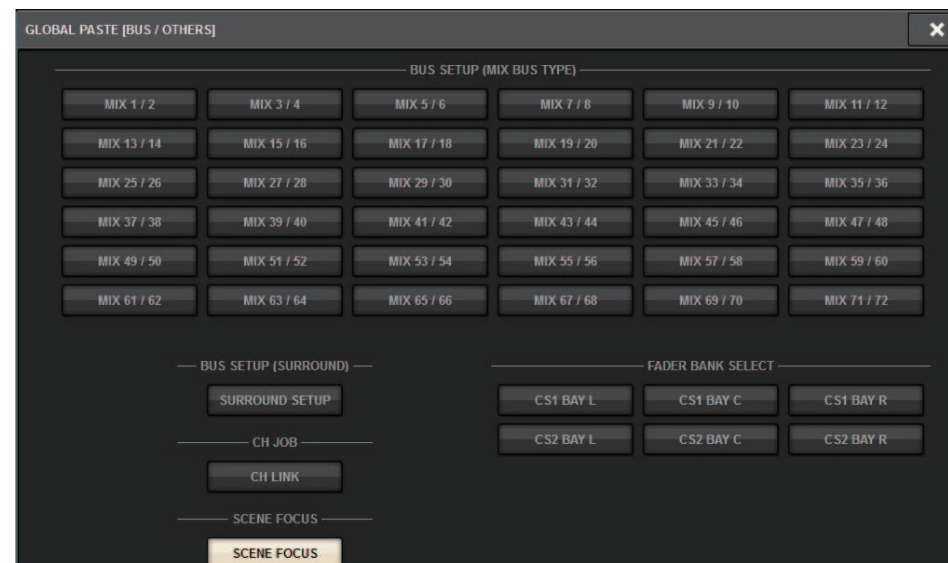 GLOBAL PASTE [BUS / OTHERS]
BUS SETUP (MIX BUS TYPE)
MIX 1 / 2 MIX 3 / 4 MIX 5 / 6 MIX 7 / 8 MIX 9 / 10 MIX 11 / 12
MIX 13 / 14 MIX 15 / 16 MIX 17 / 18 MIX 19 / 20 MIX 21 / 22 MIX 23 / 24
MIX 25 / 26 MIX 27 / 28 MIX 29 / 30 MIX 31 / 32 MIX 33 / 34 MIX 35 / 36
MIX 37 / 38 MIX 39 / 40 MIX 41 / 42 MIX 43 / 44 MIX 45 / 46 MIX 47 / 48
MIX 49 / 50 MIX 51 / 52 MIX 53 / 54 MIX 55 / 56 MIX 57 / 58 MIX 59 / 60
MIX 61 / 62 MIX 63 / 64 MIX 65 / 66 MIX 67 / 68 MIX 69 / 70 MIX 71 / 72
BUS SETUP (SURROUND)
SURROUND SETUP
CH JOB
CH LINK
SCENE FOCUS
SCENE FOCUS
FADER BANK SELECT
CS1 BAY L CS1 BAY C CS1 BAY R
CS2 BAY L CS2 BAY C CS2 BAY R